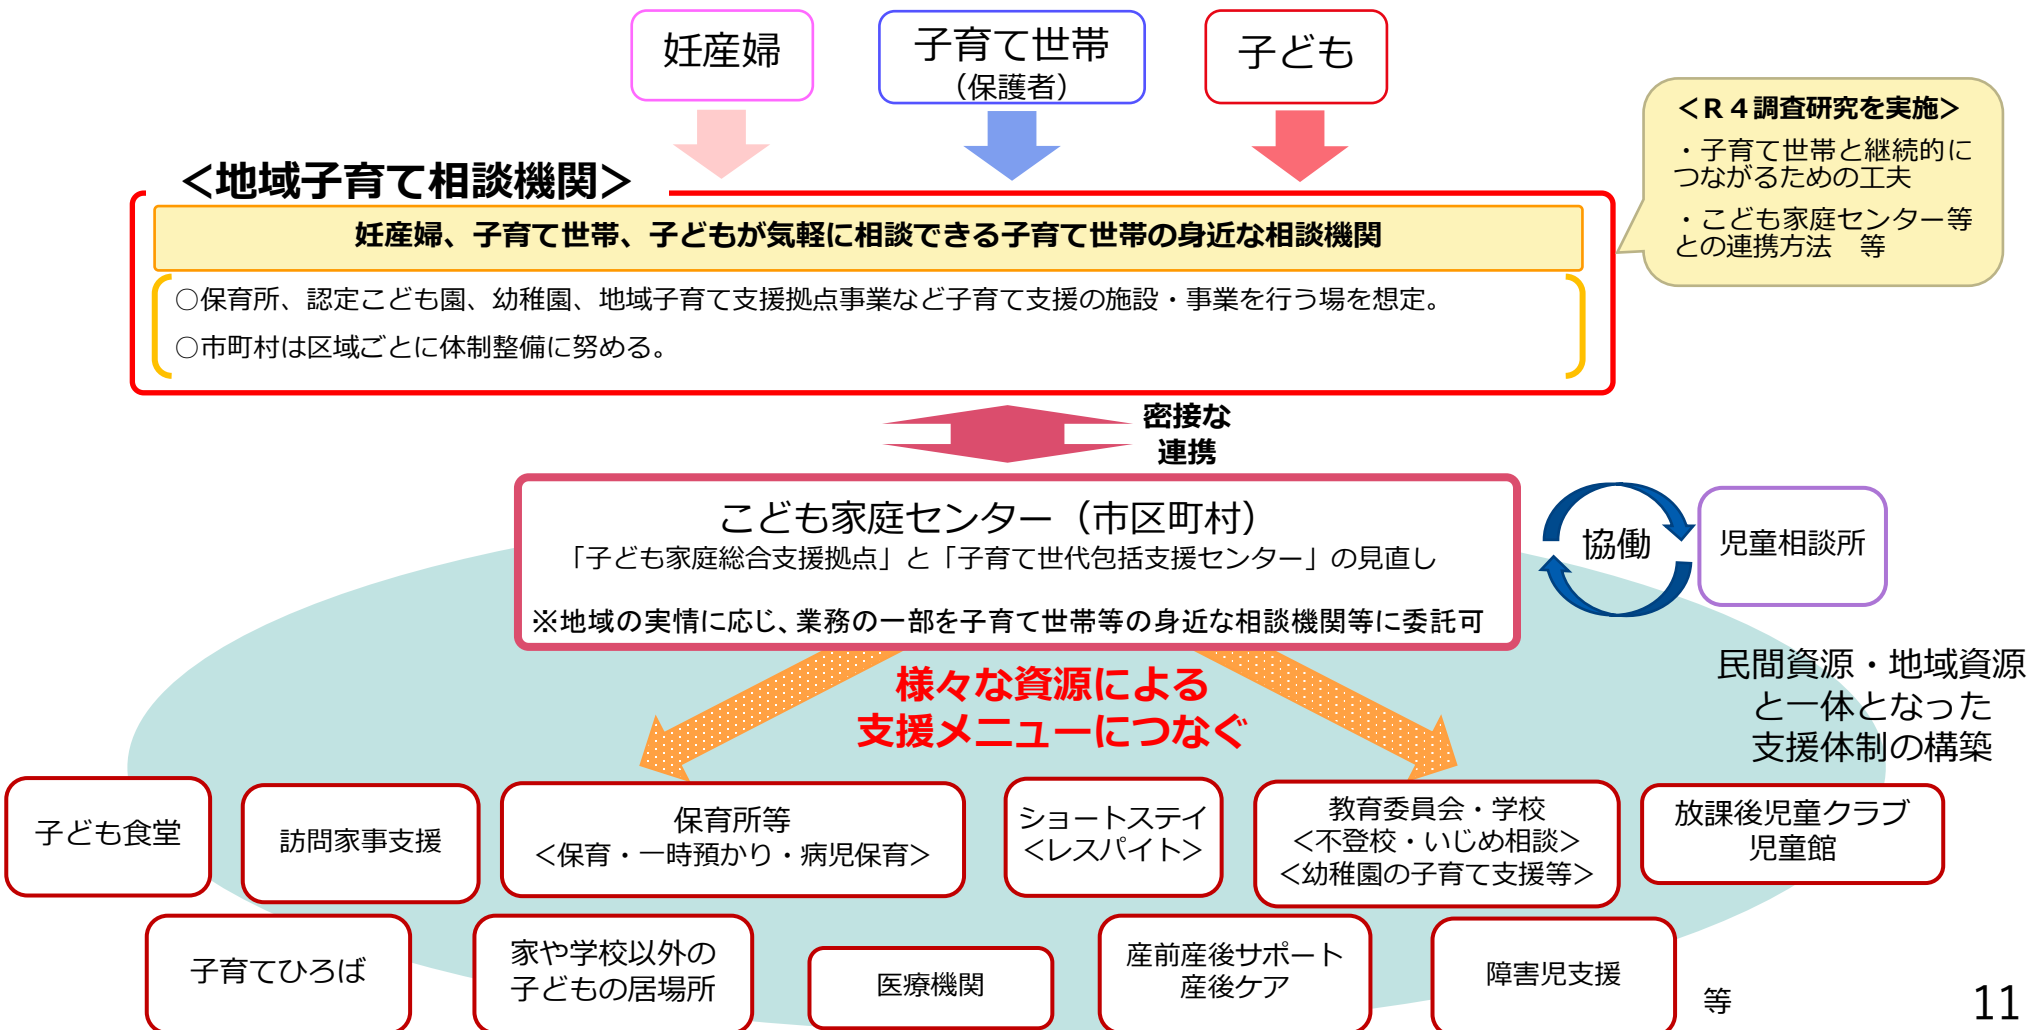 妊産婦
子育て世帯
（保護者）
子ども
＜Ｒ４調査研究を実施＞
・子育て世帯と継続的に
つながるための工夫
・こども家庭センター等
との連携方法　等
＜地域子育て相談機関＞
妊産婦、子育て世帯、子どもが気軽に相談できる子育て世帯の身近な相談機関
○保育所、認定こども園、幼稚園、地域子育て支援拠点事業など子育て支援の施設・事業を行う場を想定。
○市町村は区域ごとに体制整備に努める。
密接な
連携
こども家庭センター（市区町村）
「子ども家庭総合支援拠点」と「子育て世代包括支援センター」の見直し
※地域の実情に応じ、業務の一部を子育て世帯等の身近な相談機関等に委託可
協働
児童相談所
様々な資源による
支援メニューにつなぐ
民間資源・地域資源
と一体となった
支援体制の構築
子ども食堂
訪問家事支援
保育所等
＜保育・一時預かり・病児保育＞
ショートステイ
＜レスパイト＞
教育委員会・学校
＜不登校・いじめ相談＞
＜幼稚園の子育て支援等＞
放課後児童クラブ
児童館
子育てひろば
家や学校以外の
子どもの居場所
医療機関
産前産後サポート
産後ケア
障害児支援
等
11